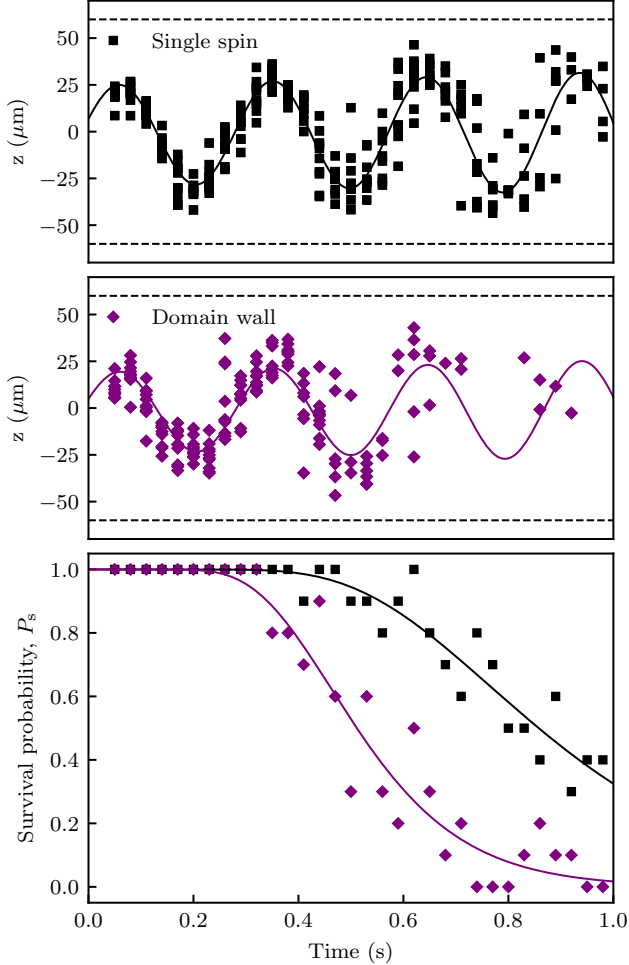 50
25
0
−25
−50
z (μm)
Single spin
50
25
0
−25
−50
z (μm)
Domain wall
1.0
0.8
0.6
0.4
0.2
0.0
Survival probability, Pₛ
0.0 0.2 0.4 0.6 0.8 1.0
Time (s)